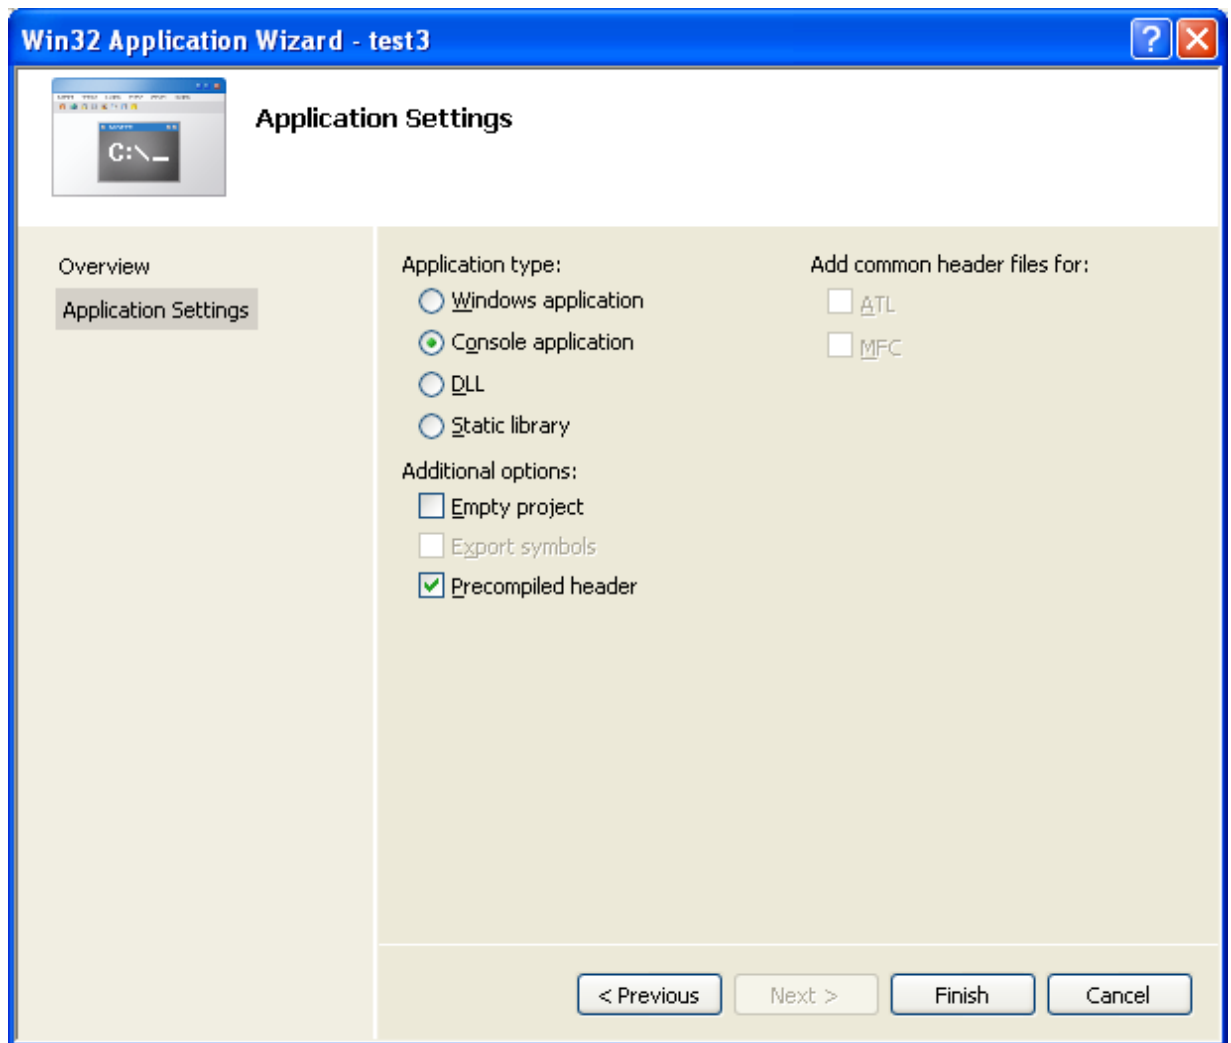 Win32 Application Wizard - test3
C:\_
Application Settings
Overview
Application Settings
Application type:
Windows application
Console application
DLL
Static library
Additional options:
Empty project
Export symbols
Precompiled header
Add common header files for:
ATL
MFC
< Previous
Next >
Finish
Cancel